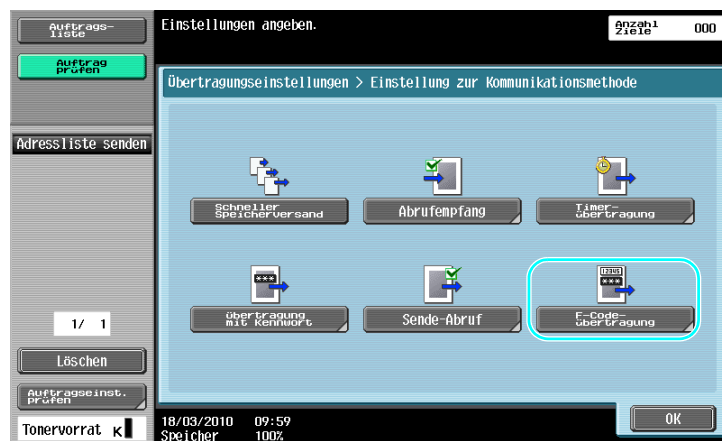 Auftrags-
liste
Auftrag
prüfen
Adressliste senden
1/ 1
Löschen
Auftragseinst.
prüfen
Tonervorrat K
Einstellungen angeben.
Anzahl
Ziele 000
Übertragungseinstellungen > Einstellung zur Kommunikationsmethode
Schneller
Speicherversand
Abrufempfang
Timer-
übertragung
***
übertragung
mit Kennwort
Sende-Abruf
12345
***
F-Code-
übertragung
OK
18/03/2010 09:59
Speicher 100%